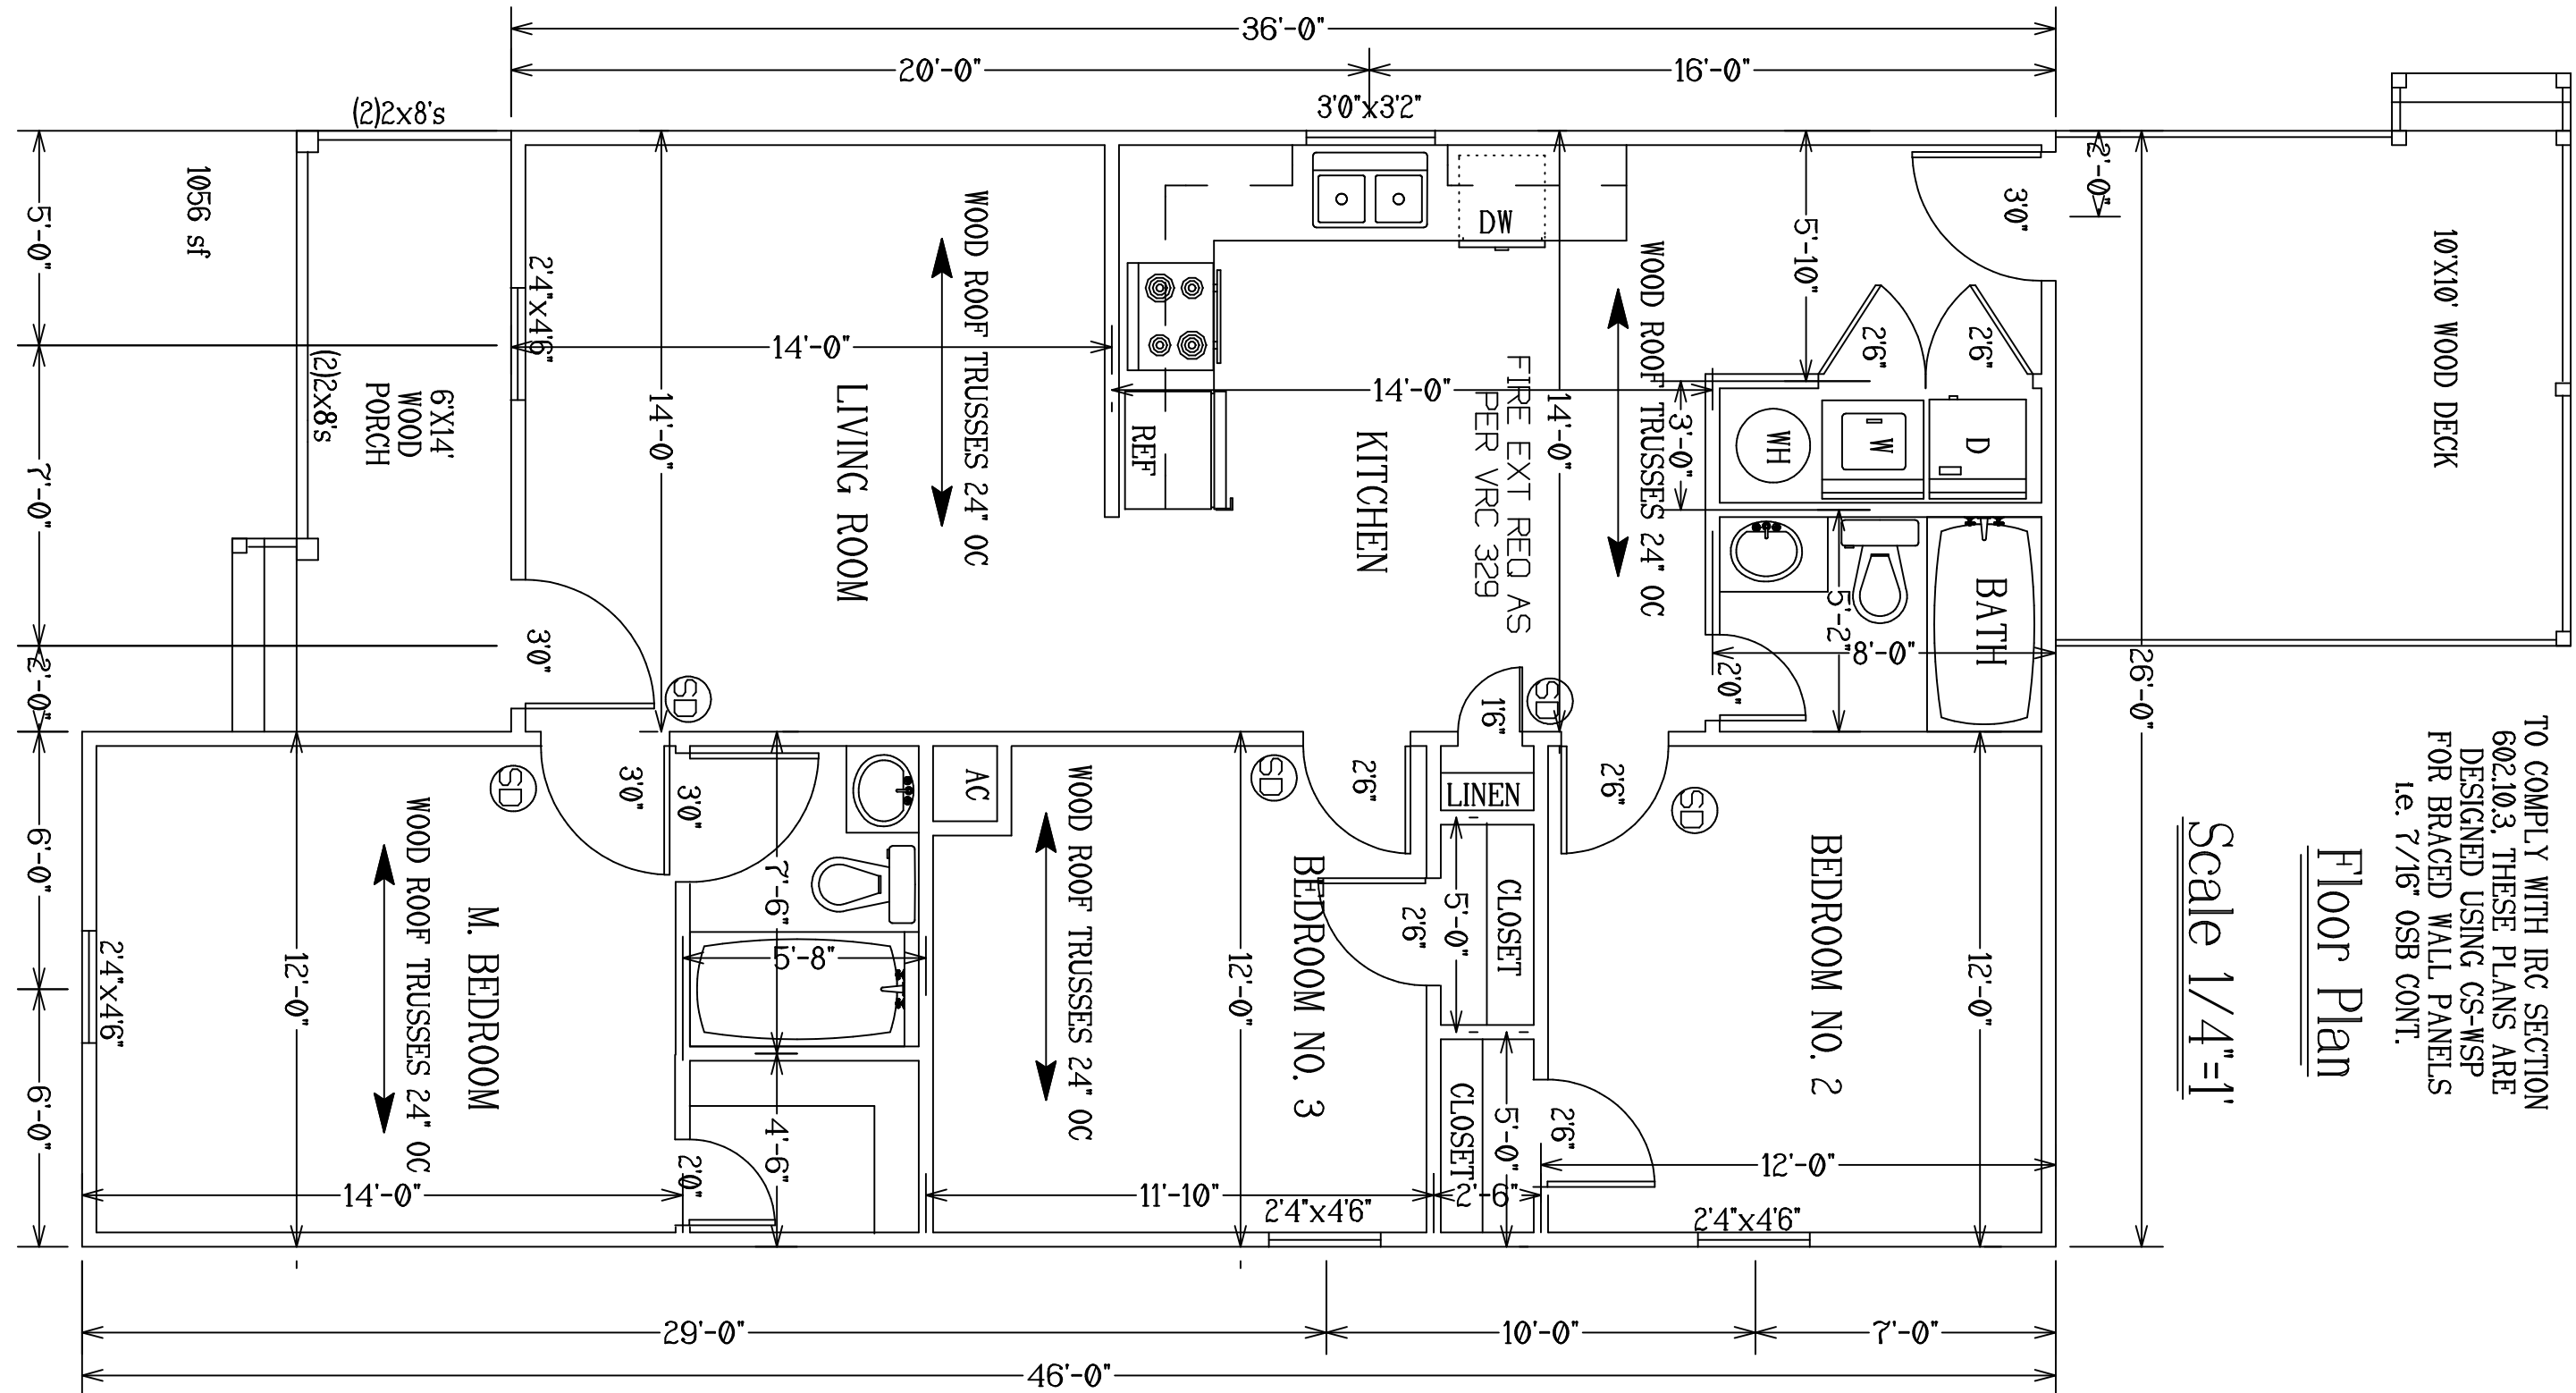 36'-0"
20'-0"
16'-0"
3'0"x3'2"
(2)2x8's
(2)2x8's
1056 sf
5'-0"
7'-0"
2'-0"
6'-0"
6'-0"
6'X14'
WOOD
PORCH
2'4"x4'6"
3'0"
14'-0"
14'-0"
LIVING ROOM
WOOD ROOF TRUSSES 24" OC
SD
REF
DW
KITCHEN
14'-0"
14'-0"
FIRE EXT REQ AS
PER VRC 329
WOOD ROOF TRUSSES 24" OC
3'-0"
5'-10"
3'0"
2'-0"
2'6"
2'6"
WH
W
D
BATH
5'-2"
8'-0"
2'0"
10'X10' WOOD DECK
26'-0"
TO COMPLY WITH IRC SECTION
602.10.3, THESE PLANS ARE
DESIGNED USING CS-WSP
FOR BRACED WALL PANELS
i.e. 7/16" OSB CONT.
Floor Plan
Scale 1/4"=1'
1'6"
SD
2'6"
2'6"
SD
SD
LINEN
CLOSET
5'-0"
2'6"
CLOSET
5'-0"
2'6"
2'-6"
BEDROOM NO. 2
12'-0"
12'-0"
2'4"x4'6"
BEDROOM NO. 3
12'-0"
11'-10"
2'4"x4'6"
WOOD ROOF TRUSSES 24" OC
AC
3'0"
3'0"
7'-6"
5'-8"
4'-6"
2'0"
SD
M. BEDROOM
WOOD ROOF TRUSSES 24" OC
12'-0"
14'-0"
2'4"x4'6"
29'-0"
10'-0"
7'-0"
46'-0"